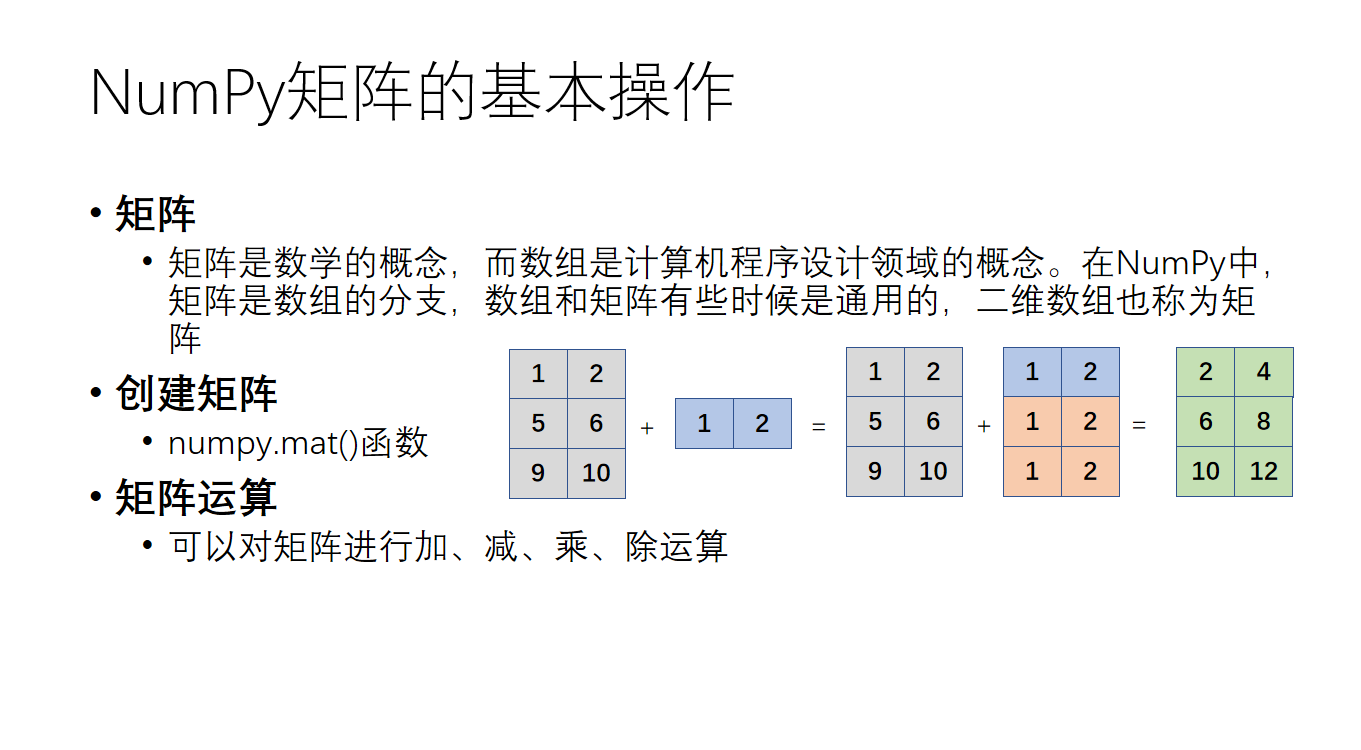 NumPy矩阵的基本操作
• 矩阵
• 矩阵是数学的概念，而数组是计算机程序设计领域的概念。在NumPy中，
矩阵是数组的分支，数组和矩阵有些时候是通用的，二维数组也称为矩
阵
• 创建矩阵
• numpy.mat()函数
• 矩阵运算
• 可以对矩阵进行加、减、乘、除运算
1 2 1 2 1 2 2 4
5 6 + 1 2 = 5 6 + 1 2 = 6 8
9 10 9 10 1 2 10 12